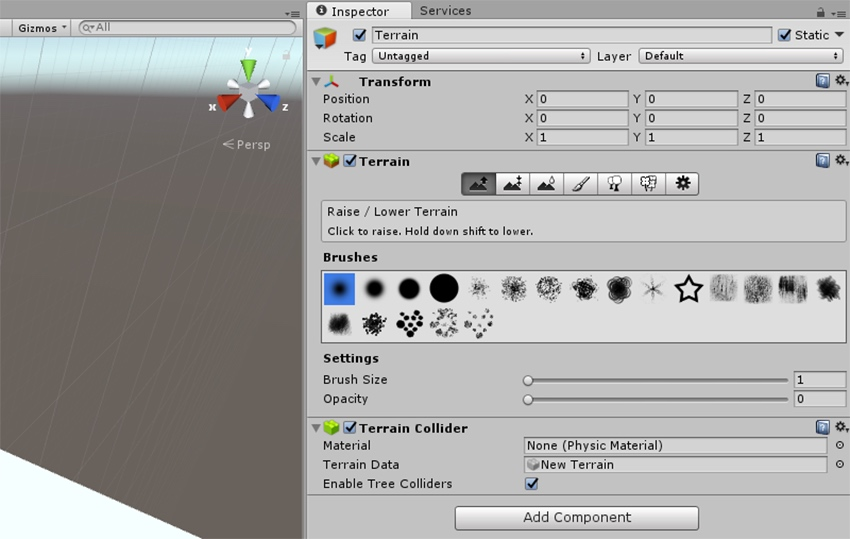 Inspector Services
Gizmos All
Terrain Static
Tag Untagged Layer Default
Transform
Position X 0 Y 0 Z 0
Rotation X 0 Y 0 Z 0
Scale X 1 Y 1 Z 1
x z
Persp
Terrain
Raise / Lower Terrain
Click to raise. Hold down shift to lower.
Brushes
Settings
Brush Size 1
Opacity 0
Terrain Collider
Material None (Physic Material)
Terrain Data New Terrain
Enable Tree Colliders
Add Component